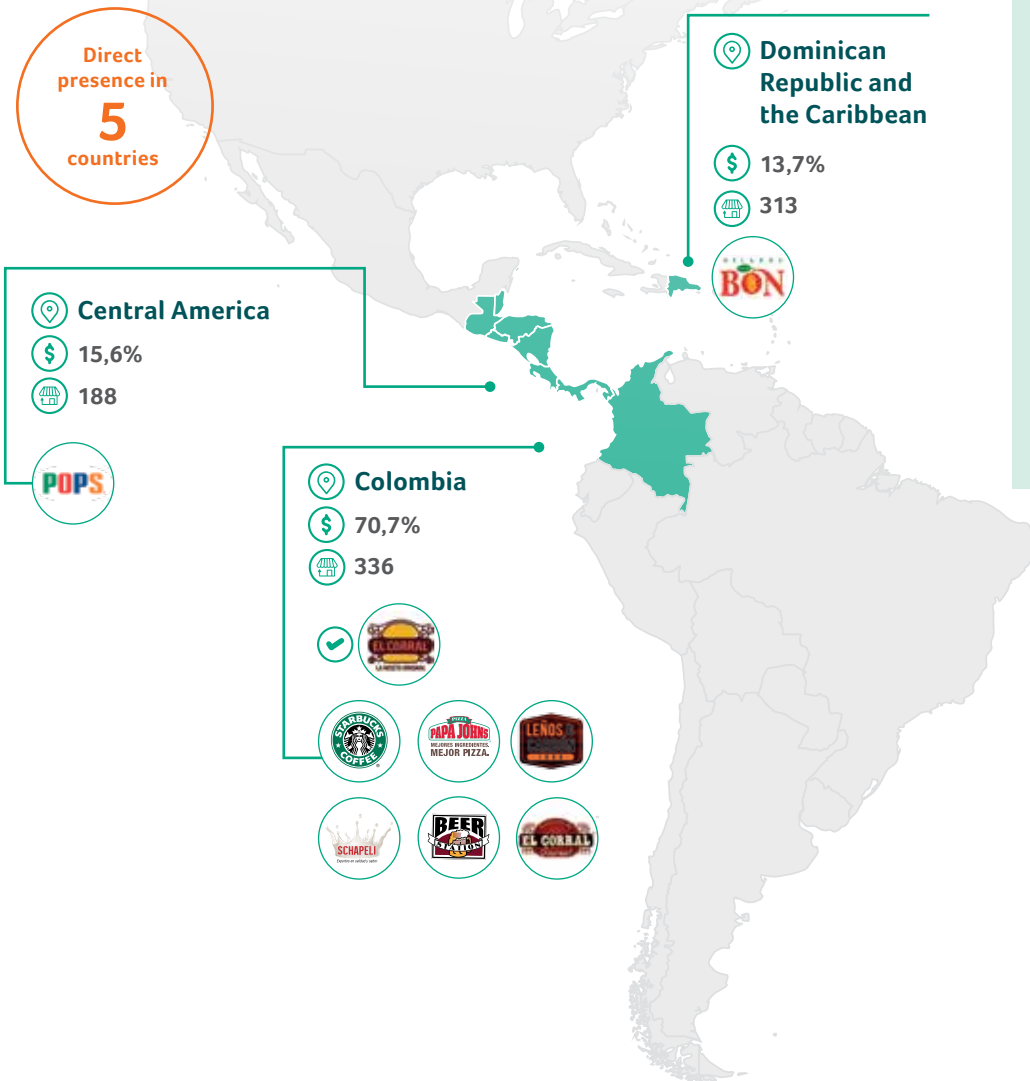 Direct
presence in
5
countries
Dominican
Republic and
the Caribbean
$ 13,7%
313
BON
Central America
$ 15,6%
188
POPS
Colombia
$ 70,7%
336
EL CORRAL
STARBUCKS
COFFEE
PIZZA
PAPA JOHNS
MEJORES INGREDIENTES.
MEJOR PIZZA.
LEÑOS
SCHAPELI
BEER
STATION
EL CORRAL